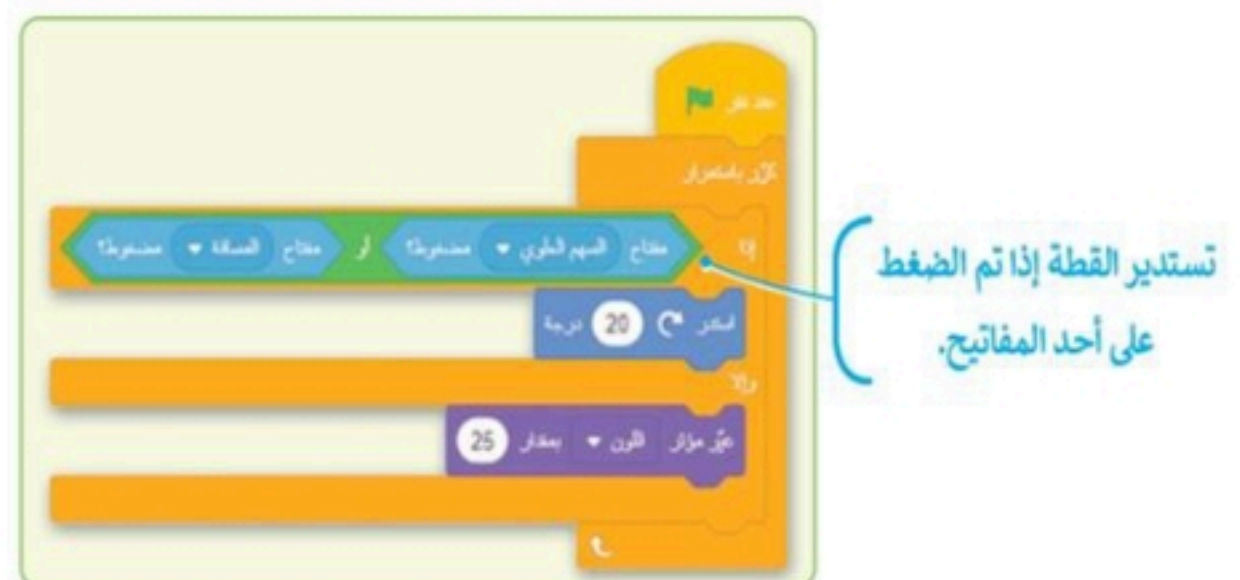 عند نقر
كرّر باستمرار
إذا مفتاح السهم العلوي مضغوط؟ أو مفتاح المسافة مضغوط؟
استدر 20 درجة
وإلا
غيّر مؤثر اللون بمقدار 25
تستدير القطة إذا تم الضغط
على أحد المفاتيح.